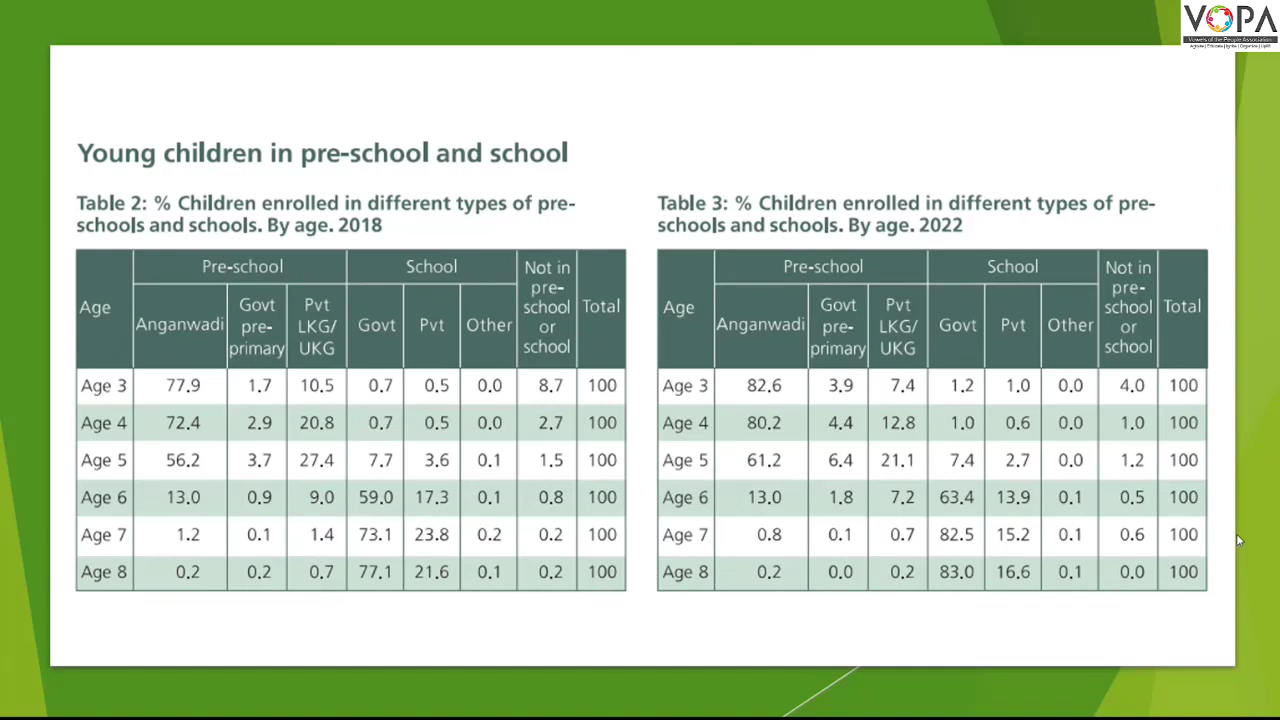 VOPA
Vowels of the People Association
Young children in pre-school and school
Table 2: % Children enrolled in different types of pre-
schools and schools. By age. 2018
Age Pre-school School Not in pre-school or school Total
Anganwadi Govt pre-primary Pvt LKG/UKG Govt Pvt Other
Age 3 77.9 1.7 10.5 0.7 0.5 0.0 8.7 100
Age 4 72.4 2.9 20.8 0.7 0.5 0.0 2.7 100
Age 5 56.2 3.7 27.4 7.7 3.6 0.1 1.5 100
Age 6 13.0 0.9 9.0 59.0 17.3 0.1 0.8 100
Age 7 1.2 0.1 1.4 73.1 23.8 0.2 0.2 100
Age 8 0.2 0.2 0.7 77.1 21.6 0.1 0.2 100
Table 3: % Children enrolled in different types of pre-
schools and schools. By age. 2022
Age Pre-school School Not in pre-school or school Total
Anganwadi Govt pre-primary Pvt LKG/UKG Govt Pvt Other
Age 3 82.6 3.9 7.4 1.2 1.0 0.0 4.0 100
Age 4 80.2 4.4 12.8 1.0 0.6 0.0 1.0 100
Age 5 61.2 6.4 21.1 7.4 2.7 0.0 1.2 100
Age 6 13.0 1.8 7.2 63.4 13.9 0.1 0.5 100
Age 7 0.8 0.1 0.7 82.5 15.2 0.1 0.6 100
Age 8 0.2 0.0 0.2 83.0 16.6 0.1 0.0 100